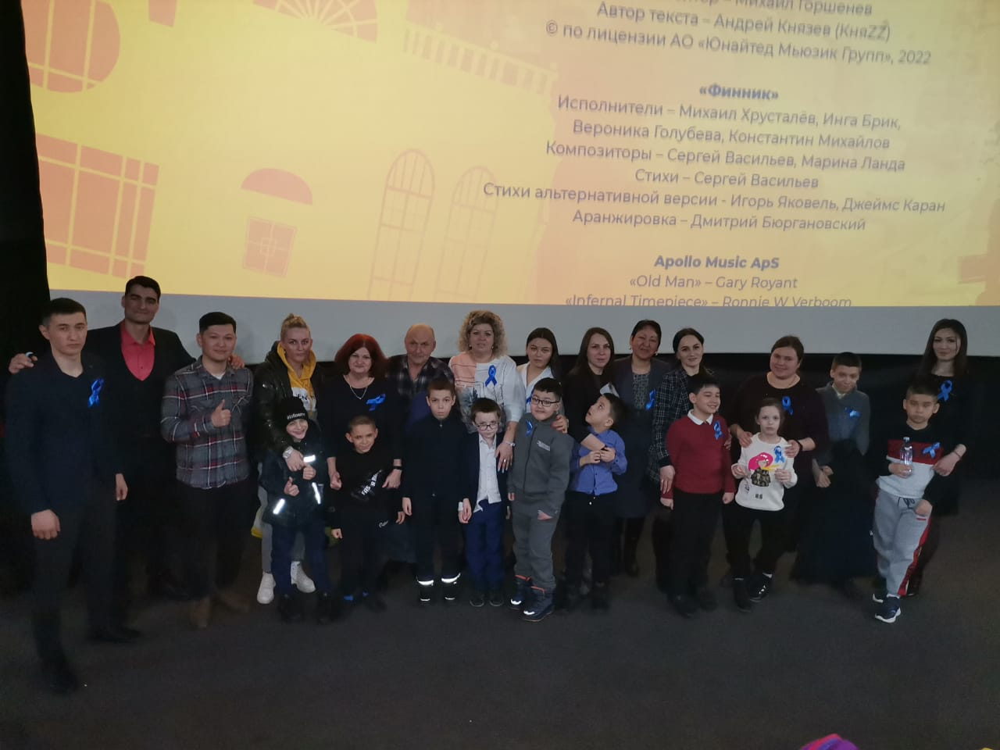 Михаил Горшенёв
Автор текста – Андрей Князев (КняZZ)
© по лицензии АО «Юнайтед Мьюзик Групп», 2022
«Финник»
Исполнители – Михаил Хрусталёв, Инга Брик,
Вероника Голубева, Константин Михайлов
Композиторы – Сергей Васильев, Марина Ланда
Стихи – Сергей Васильев
Стихи альтернативной версии - Игорь Яковель, Джеймс Каран
Аранжировка – Дмитрий Бюргановский
Apollo Music ApS
«Old Man» – Gary Royant
«Infernal Timepiece» – Ronnie W Verboom